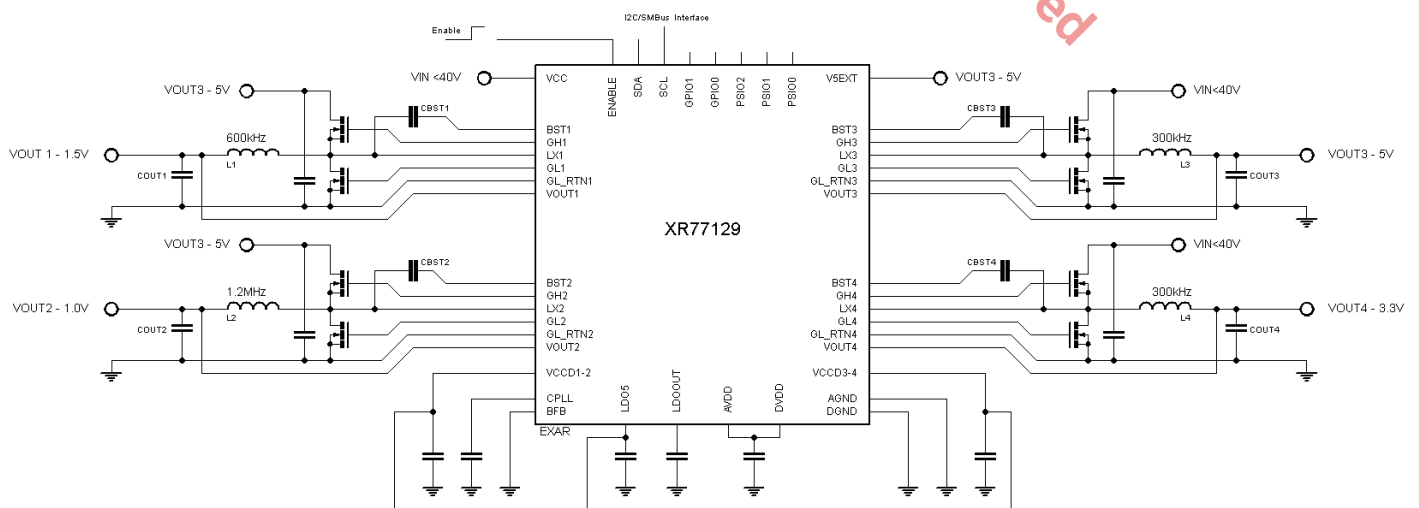 ed
I2C/SMBus Interface
Enable
VIN <40V
VCC
ENABLE
SDA
SCL
GPIO1
GPIO0
PSIO2
PSIO1
PSIO0
V5EXT
VOUT3 - 5V
VOUT3 - 5V
CBST1
BST1
GH1
LX1
GL1
GL_RTN1
VOUT1
600kHz
L1
VOUT 1 - 1.5V
COUT1
CBST3
BST3
GH3
LX3
GL3
GL_RTN3
VOUT3
VIN<40V
300kHz
L3
VOUT3 - 5V
COUT3
XR77129
VOUT3 - 5V
CBST2
BST2
GH2
LX2
GL2
GL_RTN2
VOUT2
1.2MHz
L2
VOUT2 - 1.0V
COUT2
CBST4
BST4
GH4
LX4
GL4
GL_RTN4
VOUT4
VIN<40V
300kHz
L4
VOUT4 - 3.3V
COUT4
VCCD1-2
CPLL
BFB
LDO5
LDOOUT
AVDD
DVDD
VCCD3-4
AGND
DGND
EXAR